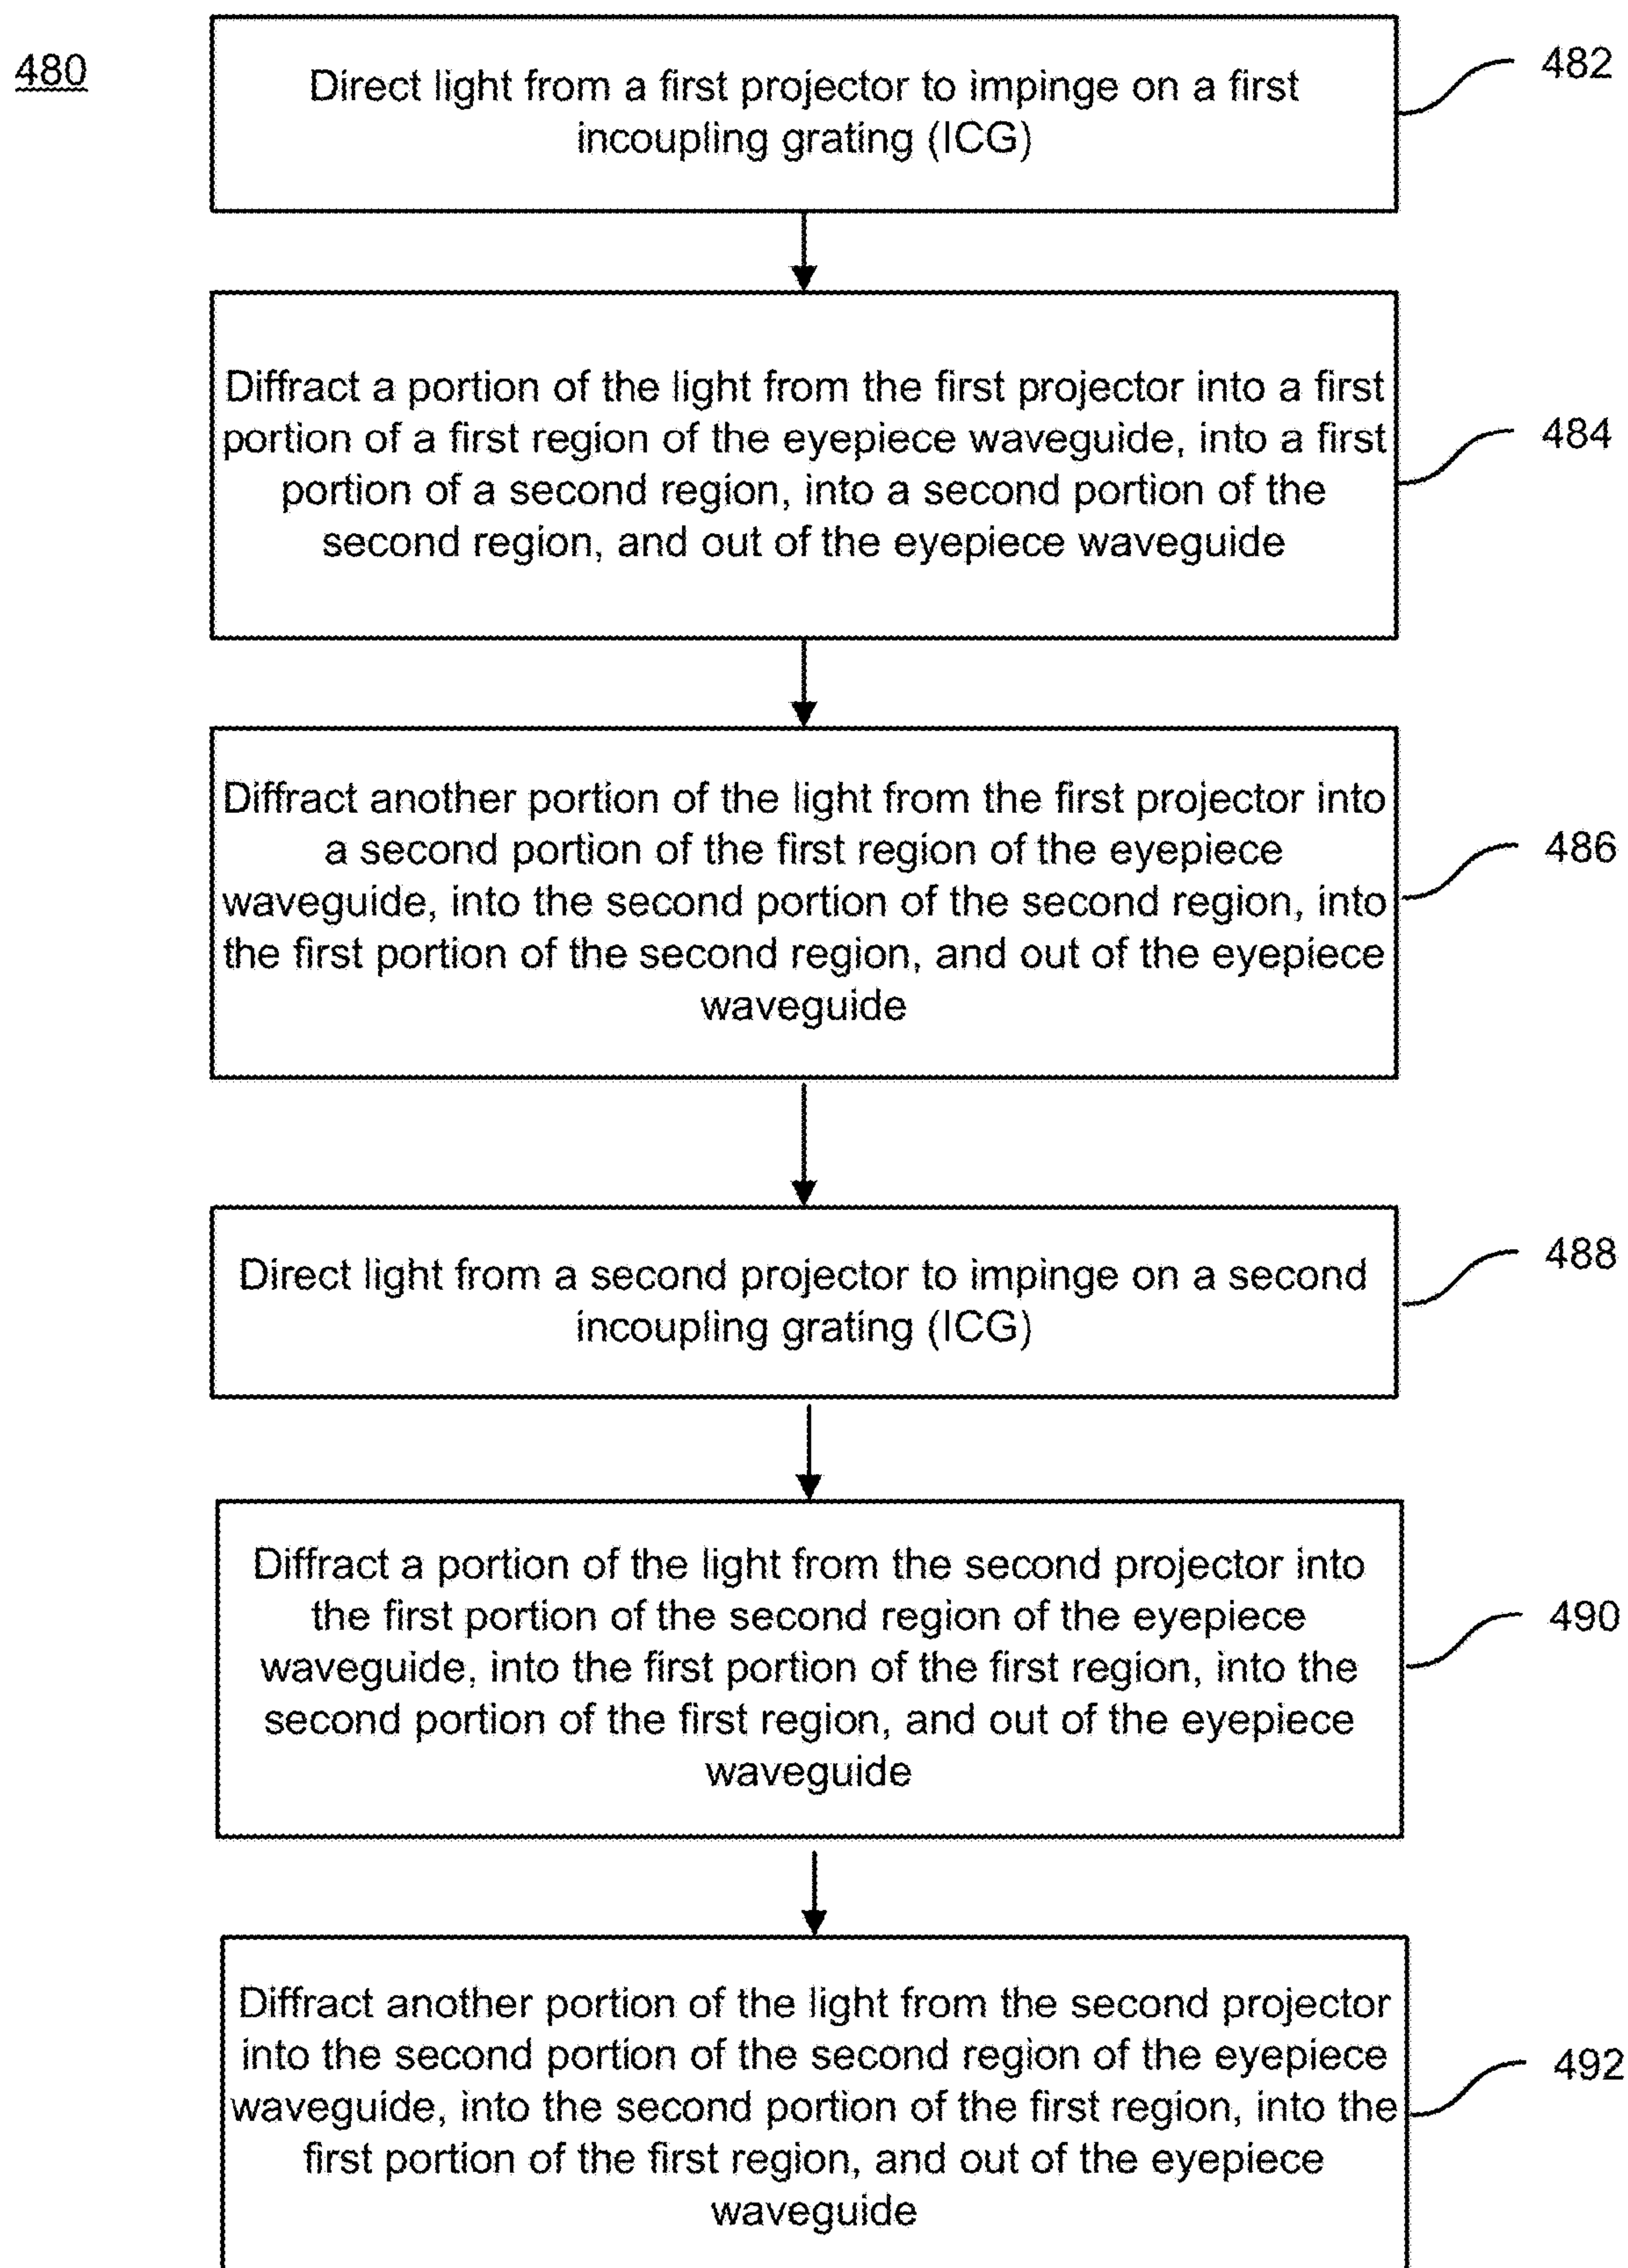 480
Direct light from a first projector to impinge on a first
incoupling grating (ICG)
482
Diffract a portion of the light from the first projector into a first
portion of a first region of the eyepiece waveguide, into a first
portion of a second region, into a second portion of the
second region, and out of the eyepiece waveguide
484
Diffract another portion of the light from the first projector into
a second portion of the first region of the eyepiece
waveguide, into the second portion of the second region, into
the first portion of the second region, and out of the eyepiece
waveguide
486
Direct light from a second projector to impinge on a second
incoupling grating (ICG)
488
Diffract a portion of the light from the second projector into
the first portion of the second region of the eyepiece
waveguide, into the first portion of the first region, into the
second portion of the first region, and out of the eyepiece
waveguide
490
Diffract another portion of the light from the second projector
into the second portion of the second region of the eyepiece
waveguide, into the second portion of the first region, into the
first portion of the first region, and out of the eyepiece
waveguide
492